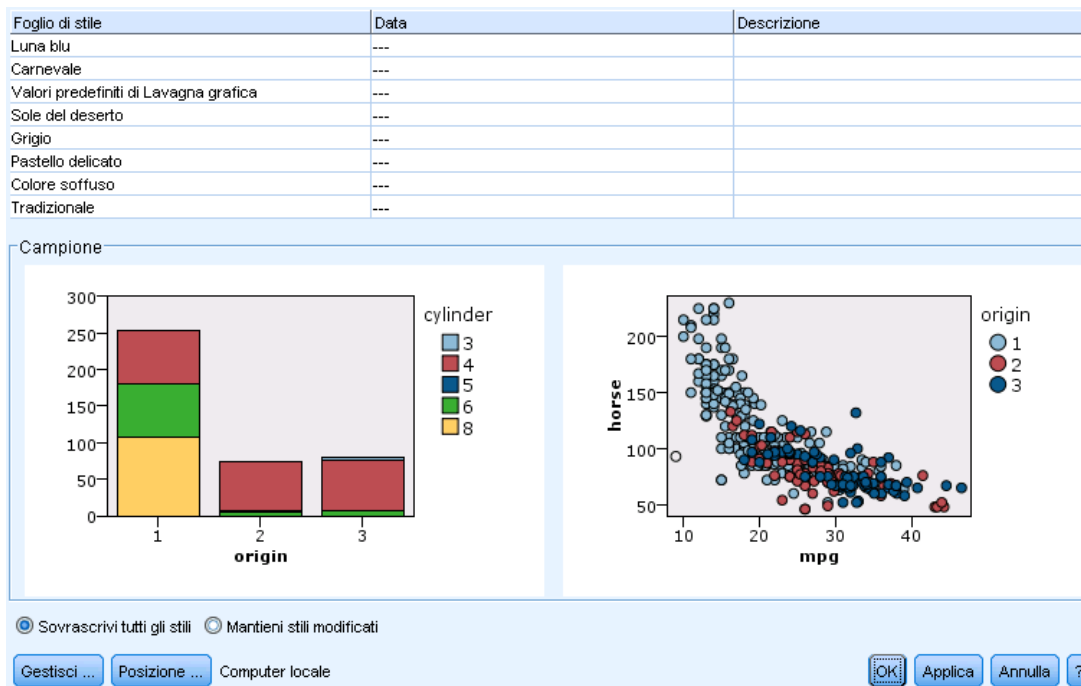 Foglio di stile Data Descrizione
Luna blu ---
Carnevale ---
Valori predefiniti di Lavagna grafica ---
Sole del deserto ---
Grigio ---
Pastello delicato ---
Colore soffuso ---
Tradizionale ---
Campione
300
250
200
150
100
50
0
1 2 3
origin
cylinder
3
4
5
6
8
horse
200
150
100
50
10 20 30 40
mpg
origin
1
2
3
Sovrascrivi tutti gli stili Mantieni stili modificati
Gestisci ... Posizione ... Computer locale OK Applica Annulla ?